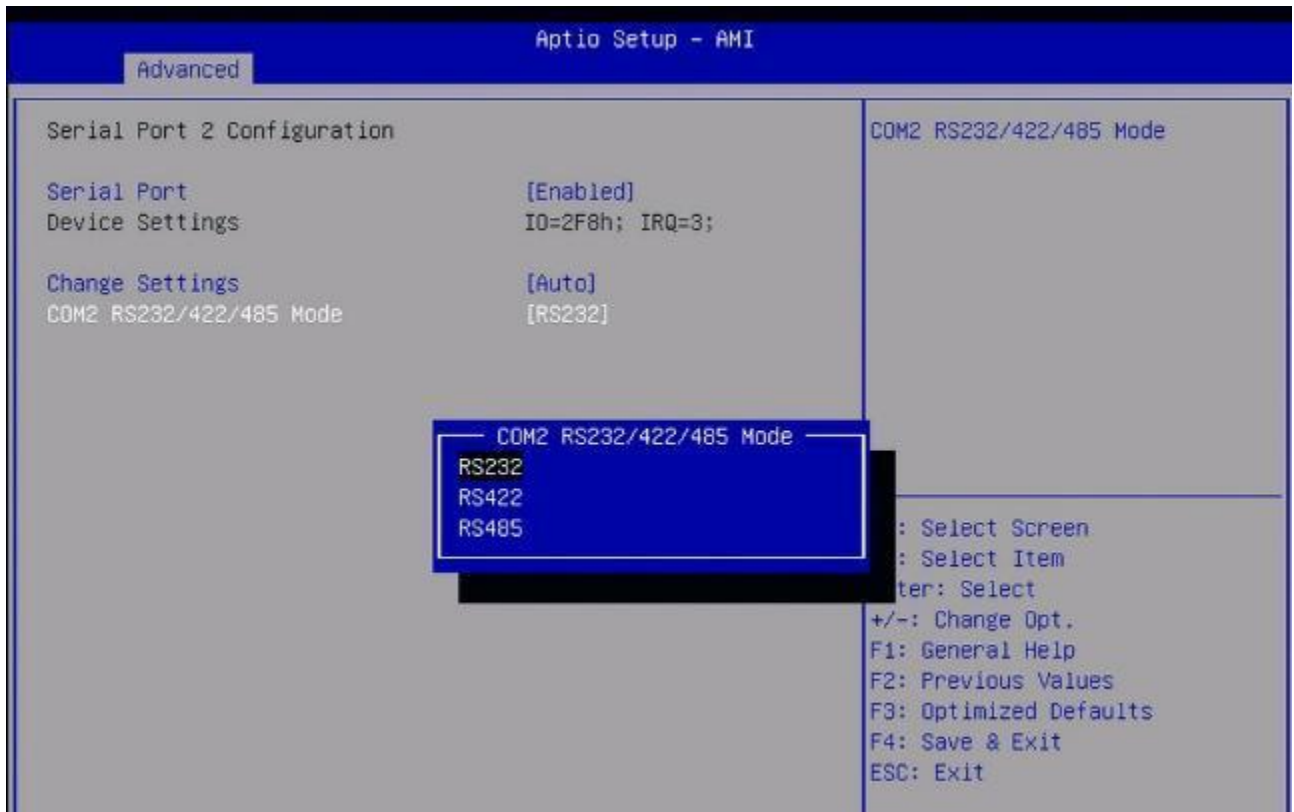 Aptio Setup – AMI
Advanced
Serial Port 2 Configuration
Serial Port [Enabled]
Device Settings IO=2F8h; IRQ=3;
Change Settings [Auto]
COM2 RS232/422/485 Mode [RS232]
COM2 RS232/422/485 Mode
COM2 RS232/422/485 Mode
RS232
RS422
RS485
: Select Screen
: Select Item
ter: Select
+/-: Change Opt.
F1: General Help
F2: Previous Values
F3: Optimized Defaults
F4: Save & Exit
ESC: Exit